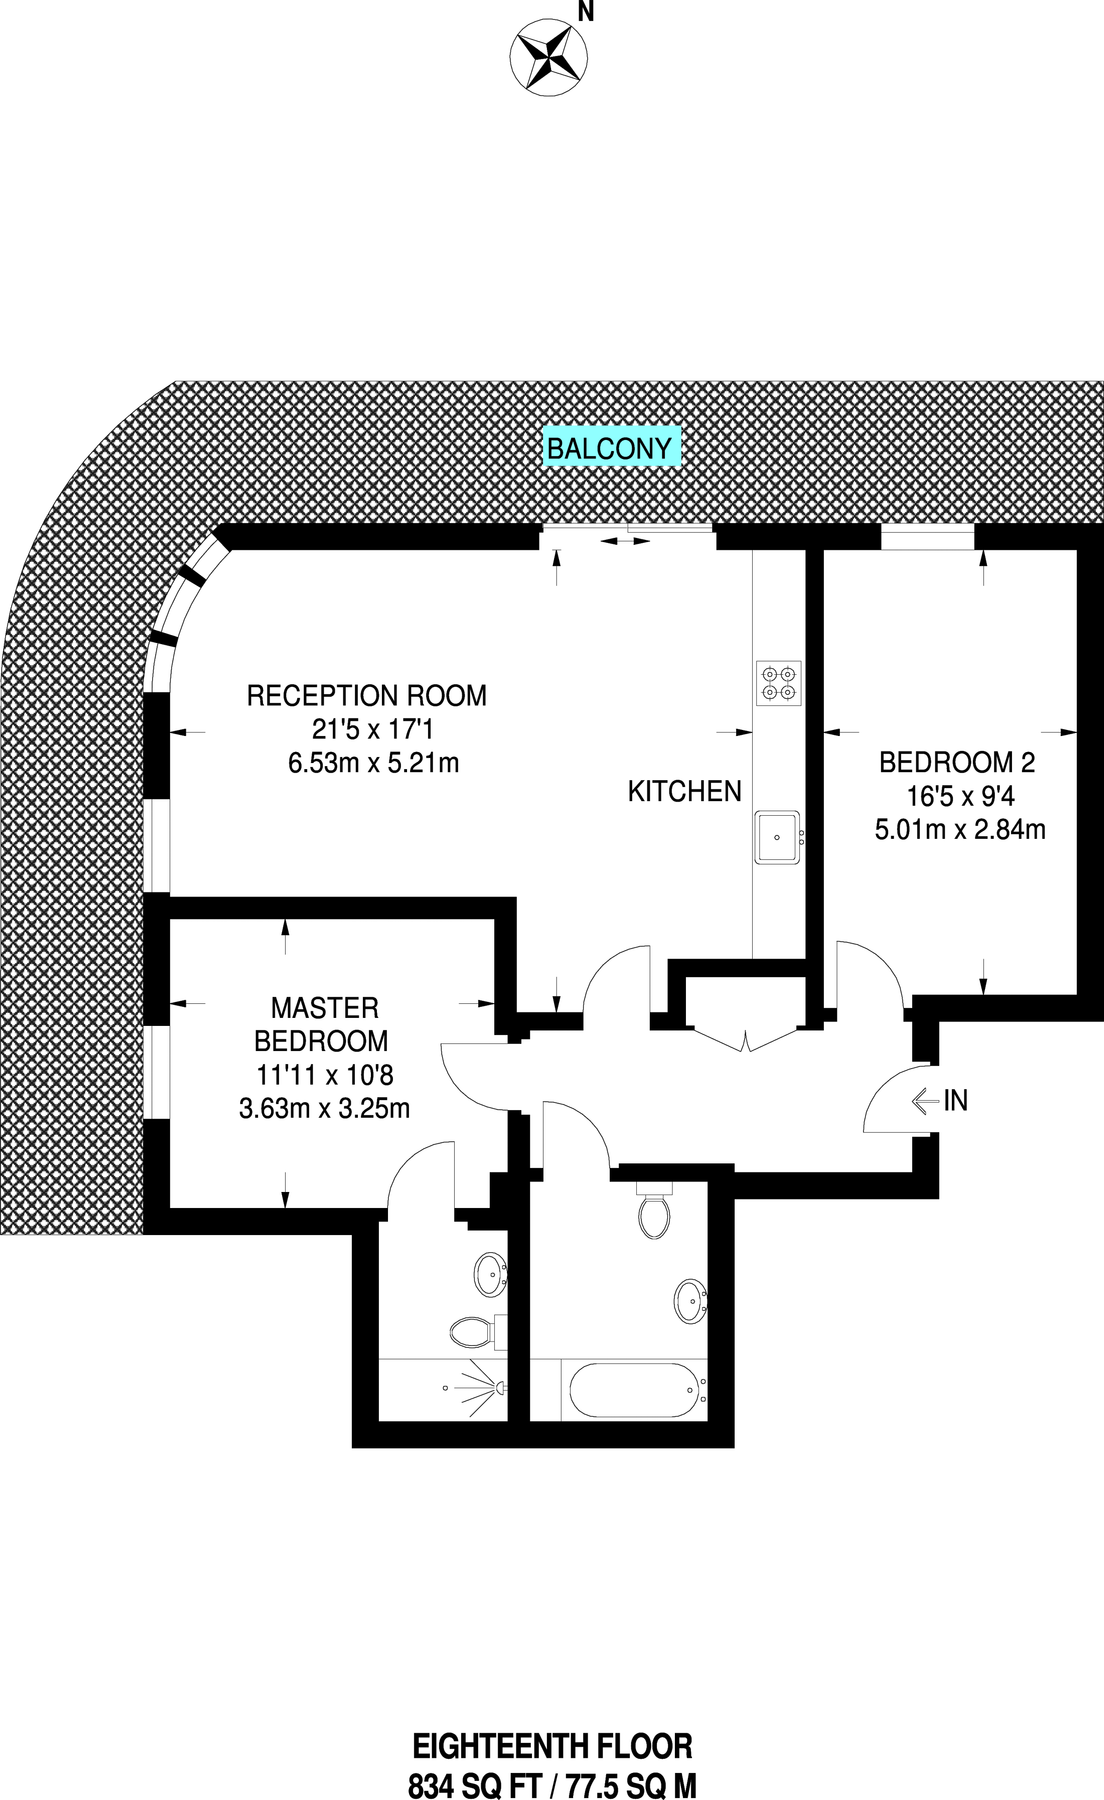 N
BALCONY
RECEPTION ROOM
21'5 x 17'1
6.53m x 5.21m
KITCHEN
BEDROOM 2
16'5 x 9'4
5.01m x 2.84m
MASTER
BEDROOM
11'11 x 10'8
3.63m x 3.25m
IN
EIGHTEENTH FLOOR
834 SQ FT / 77.5 SQ M